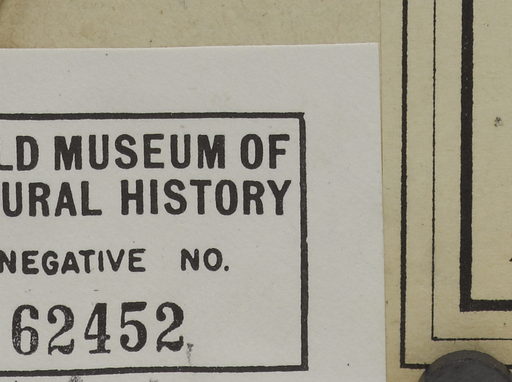 LD MUSEUM OF
URAL HISTORY
NEGATIVE NO.
62452